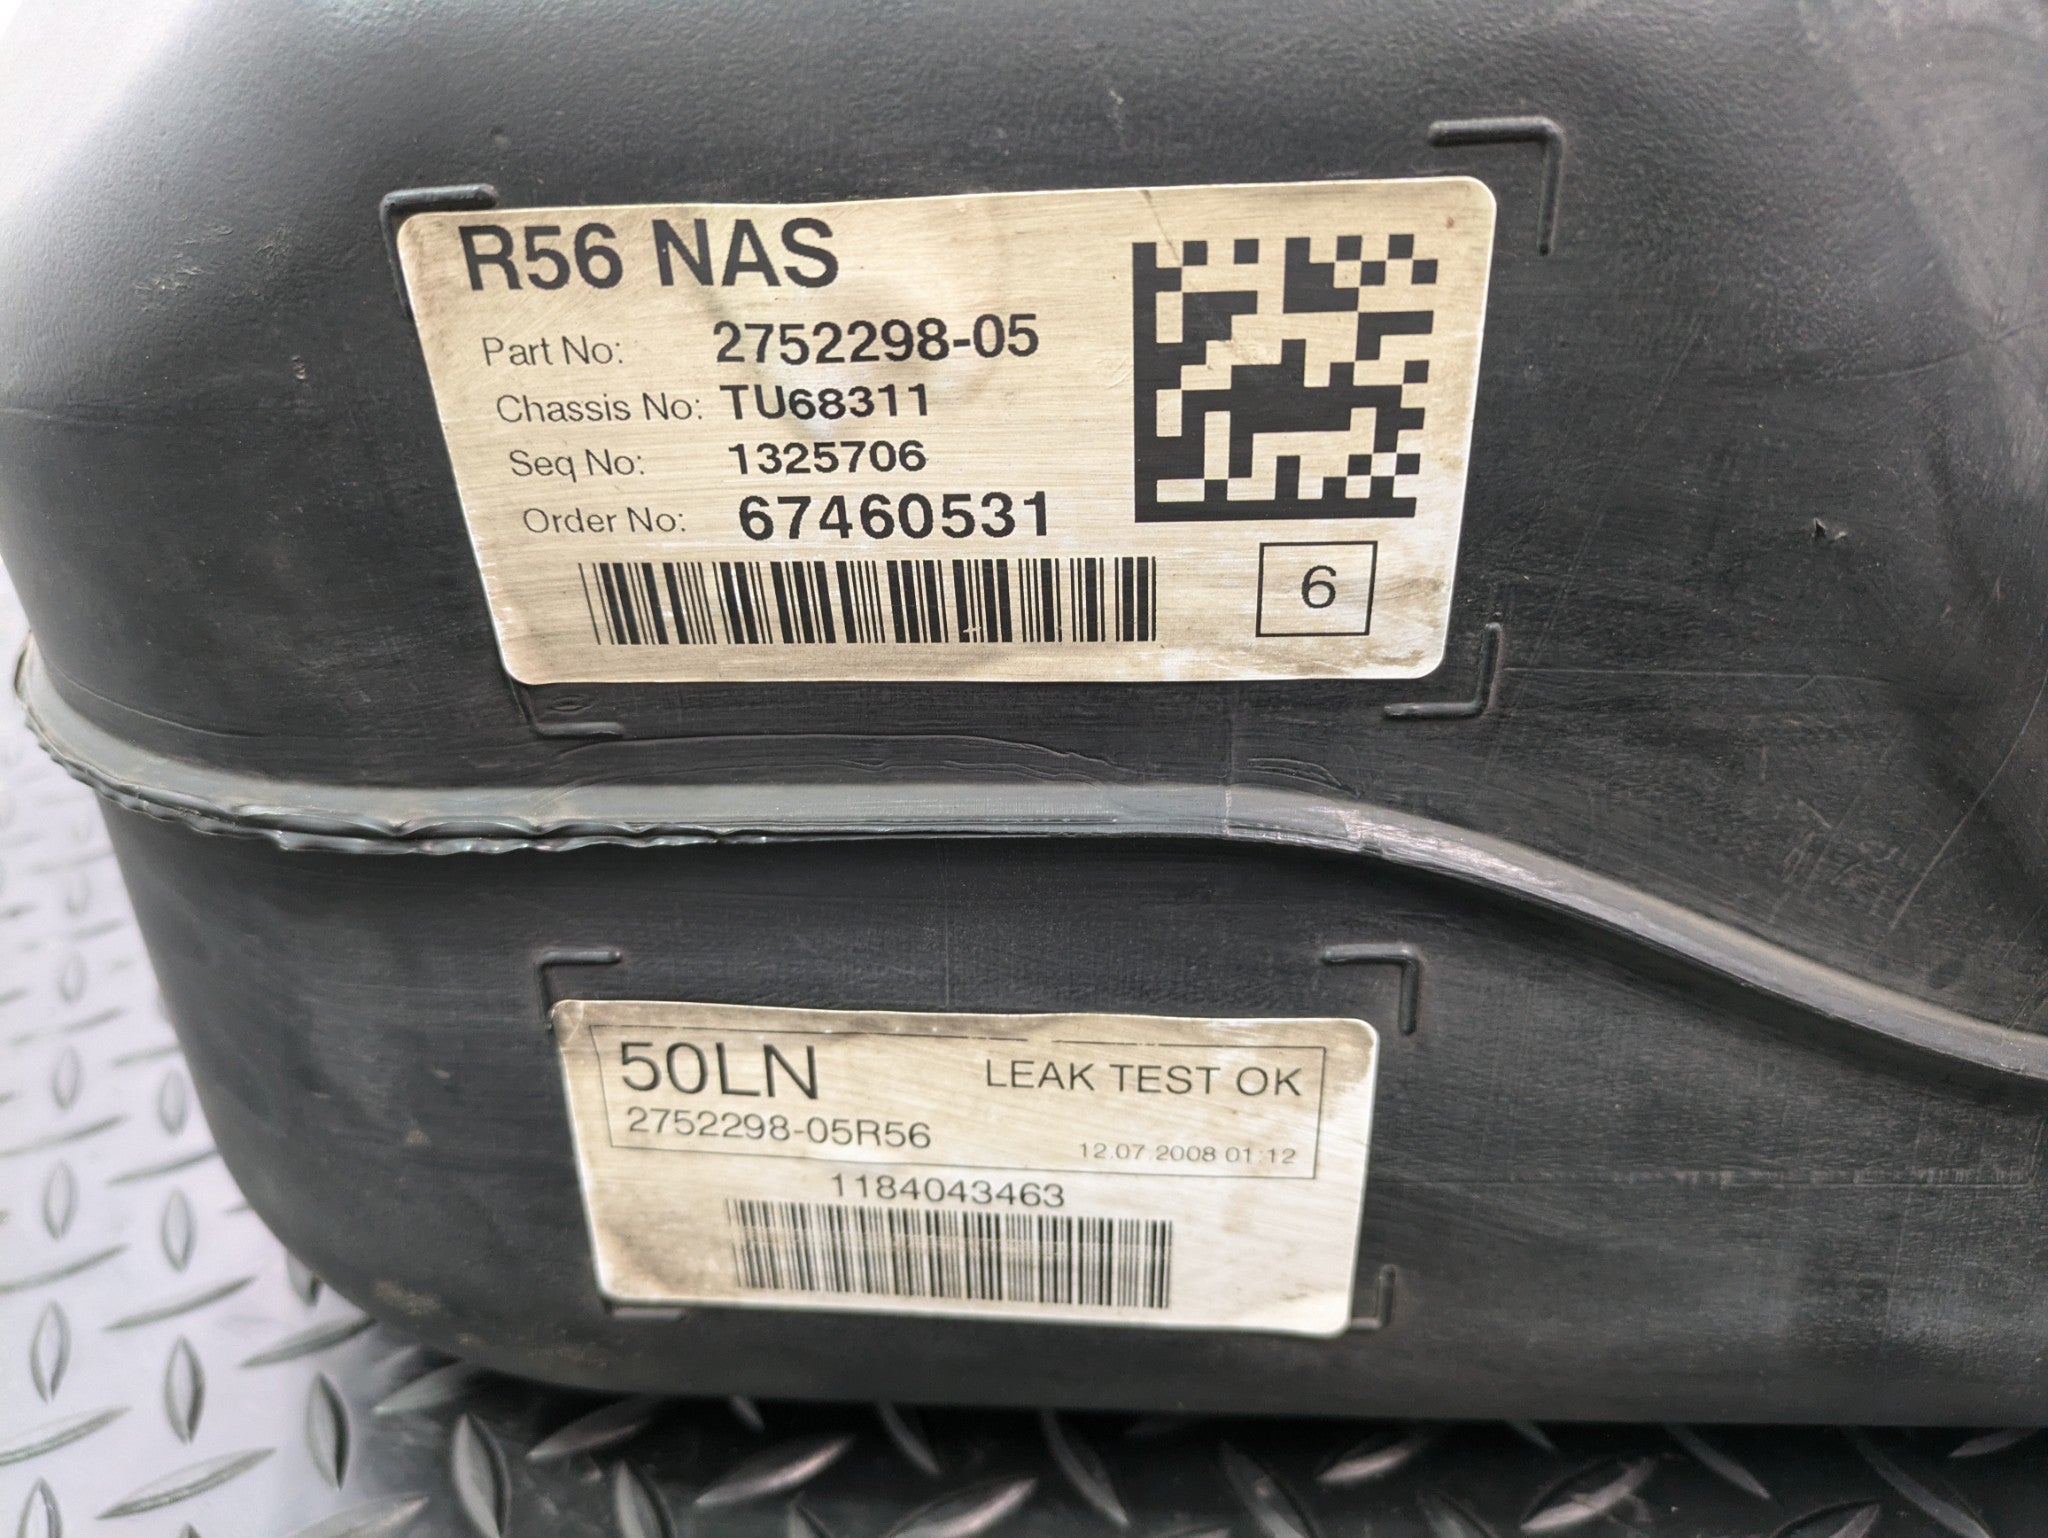 R56 NAS
Part No: 2752298-05
Chassis No: TU68311
Seq No: 1325706
Order No: 67460531
6
50LN LEAK TEST OK
2752298-05R56
12.07.2008 01:12
1184043463